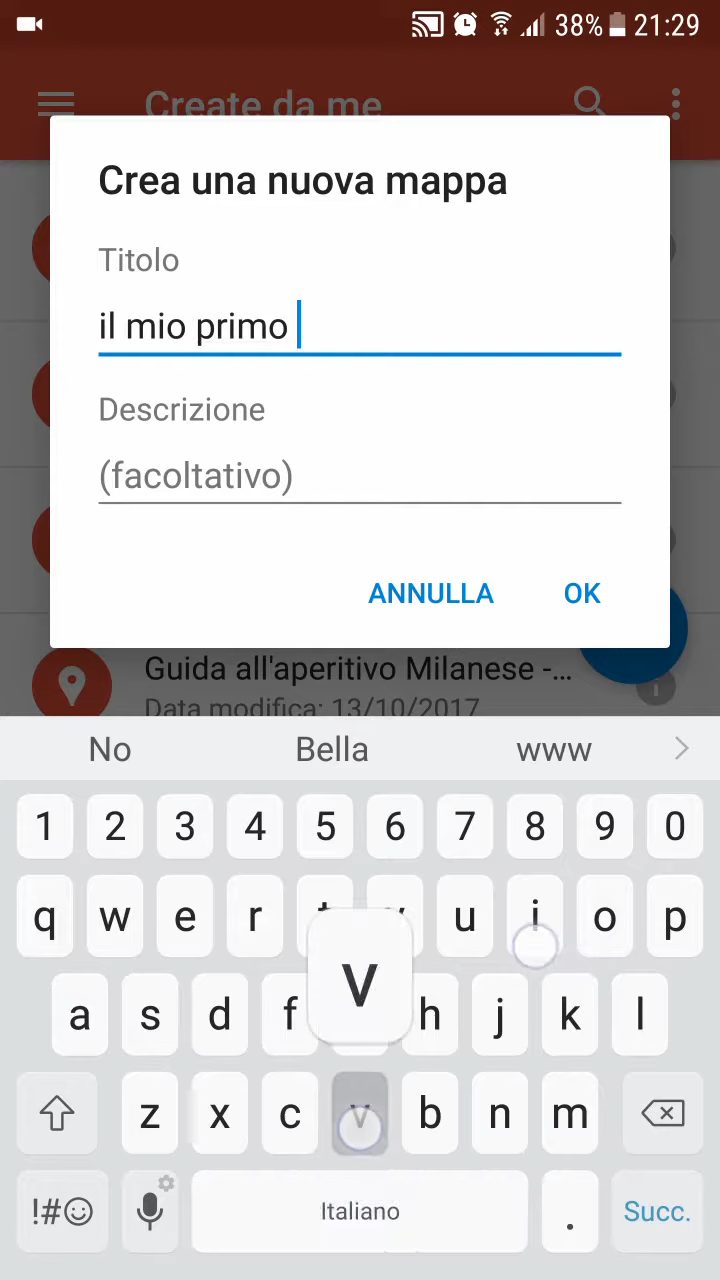 38% 21:29
Create da me
Crea una nuova mappa
Titolo
il mio primo
Descrizione
(facoltativo)
ANNULLA OK
Guida all'aperitivo Milanese -...
Data modifica: 13/10/2017
No Bella www
1 2 3 4 5 6 7 8 9 0
q w e r t y u i o p
a s d f v h j k l
z x c v b n m
!#☺ Italiano . Succ.